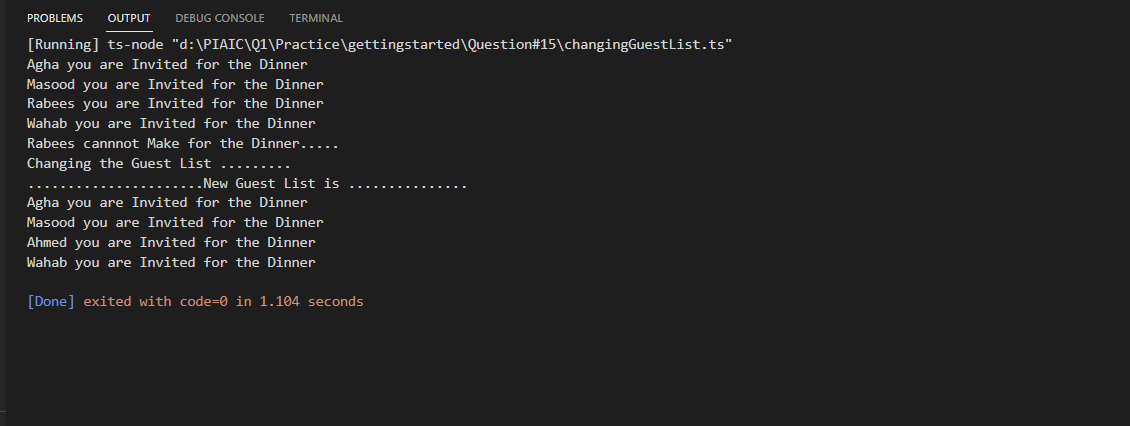 PROBLEMS OUTPUT DEBUG CONSOLE TERMINAL
[Running] ts-node "d:\PIAIC\Q1\Practice\gettingstarted\Question#15\changingGuestList.ts"
Agha you are Invited for the Dinner
Masood you are Invited for the Dinner
Rabees you are Invited for the Dinner
Wahab you are Invited for the Dinner
Rabees cannnot Make for the Dinner.....
Changing the Guest List .........
......................New Guest List is ...............
Agha you are Invited for the Dinner
Masood you are Invited for the Dinner
Ahmed you are Invited for the Dinner
Wahab you are Invited for the Dinner
[Done] exited with code=0 in 1.104 seconds